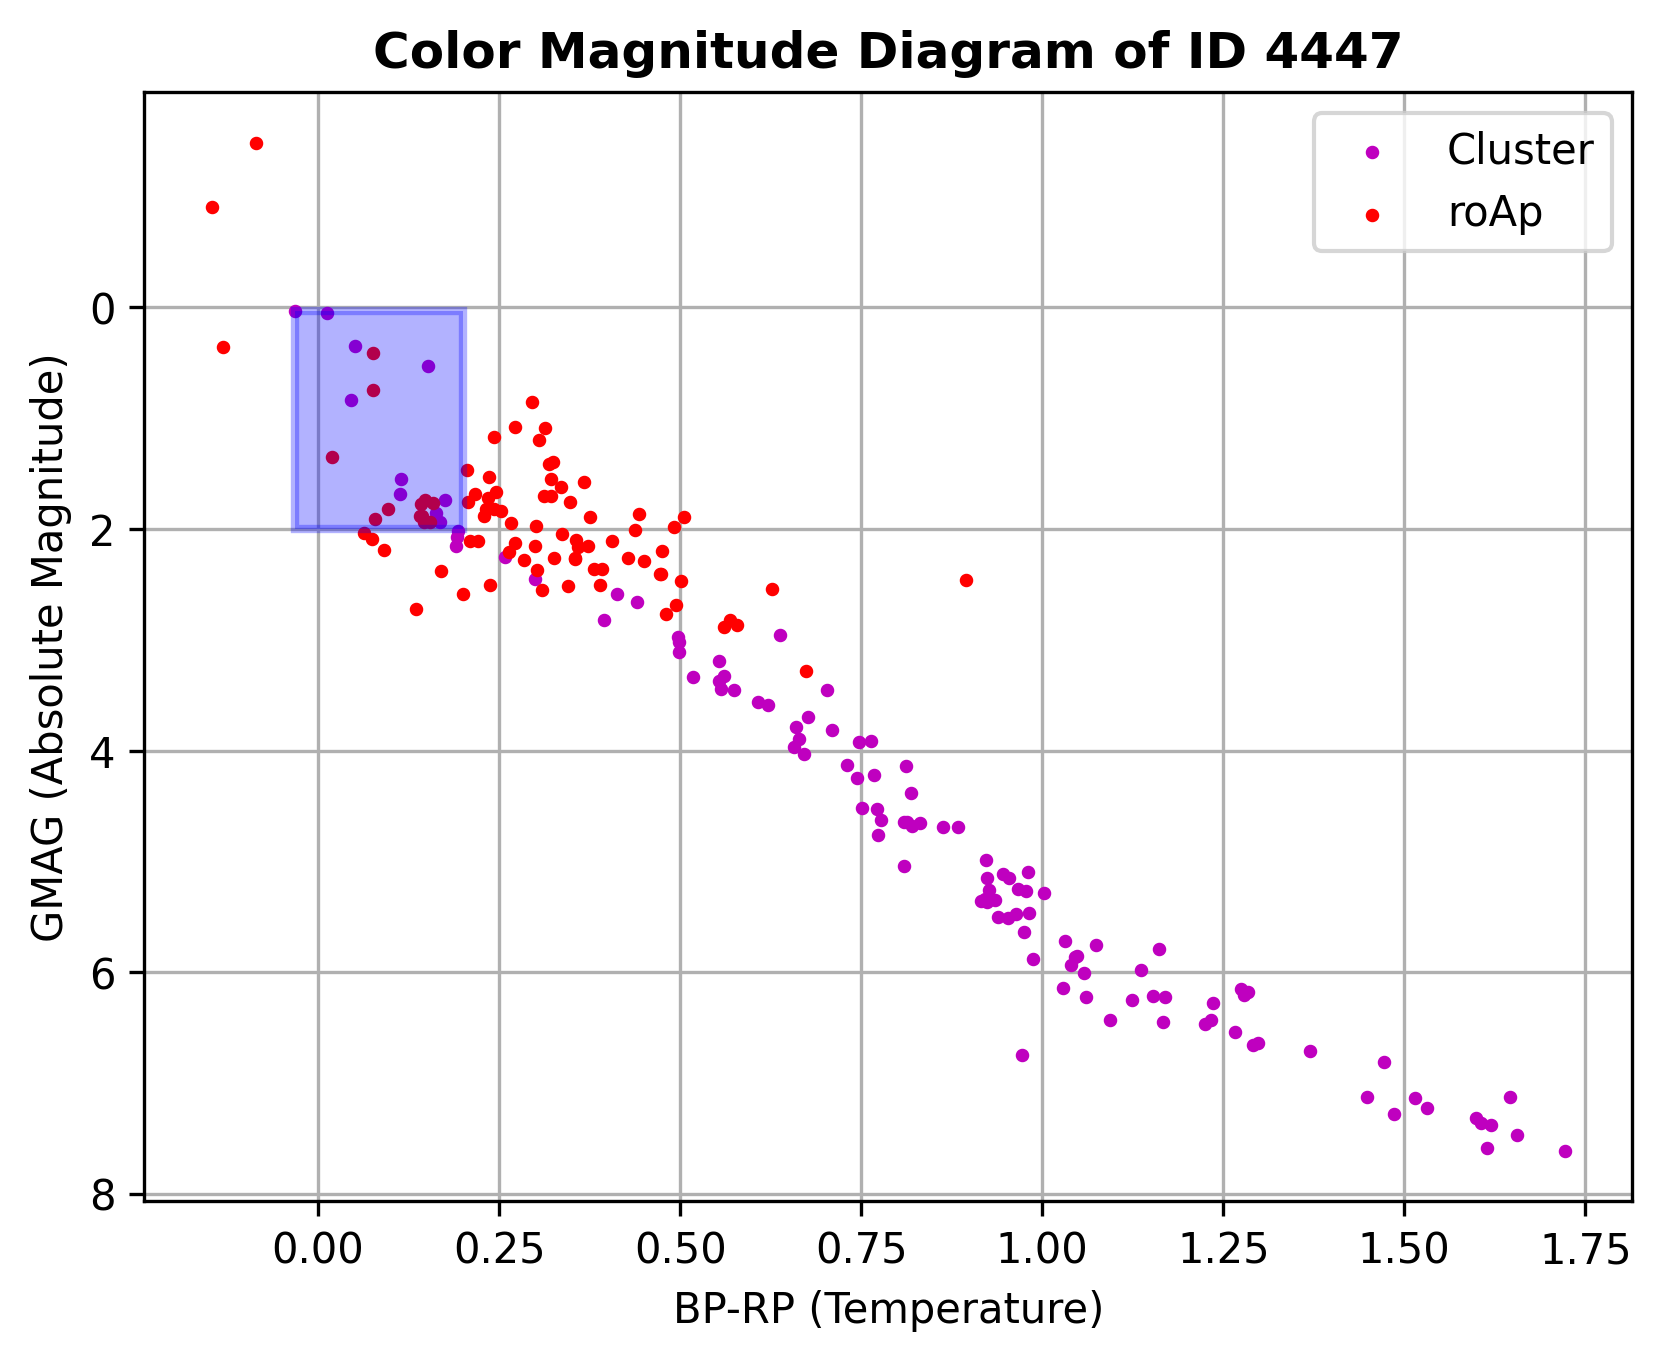 Color Magnitude Diagram of ID 4447
Cluster
roAp
GMAG (Absolute Magnitude)
0
2
4
6
8
0.00 0.25 0.50 0.75 1.00 1.25 1.50 1.75
BP-RP (Temperature)